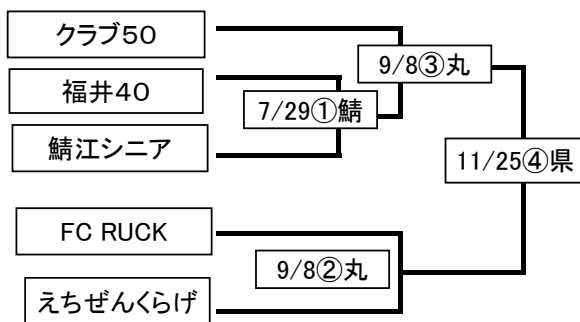 クラブ50
9/8③丸
福井40
7/29①鯖
鯖江シニア
11/25④県
FC RUCK
9/8②丸
えちぜんくらげ